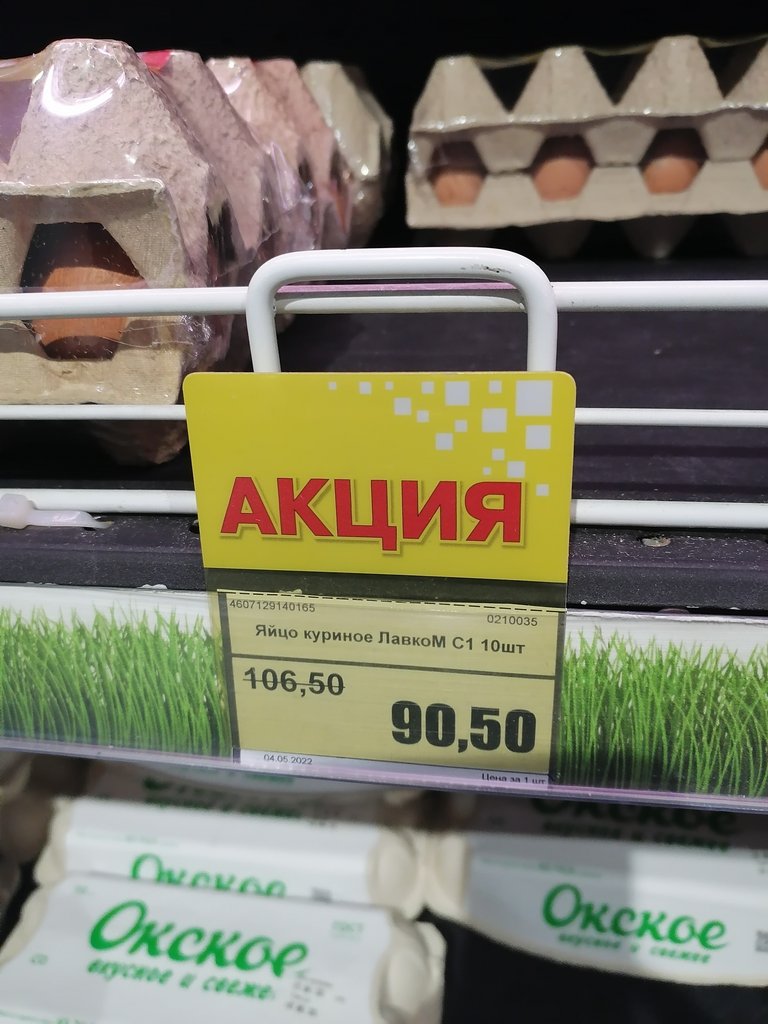 АКЦИЯ
4607129140165
0210035
Яйцо куриное ЛавкоМ С1 10шт
106,50
90,50
04.05.2022
Цена за 1 шт
Окское
Окское
Окское
вкусное и свежее
Окское
вкусное и свежее